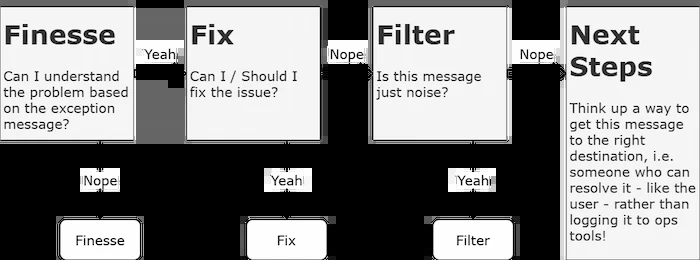 Finesse
Can I understand
the problem based
on the exception
message?
Yeah
Fix
Can I / Should I
fix the issue?
Nope
Filter
Is this message
just noise?
Nope
Next
Steps
Think up a way to
get this message
to the right
destination, i.e.
someone who can
resolve it - like the
user - rather than
logging it to ops
tools!
Nope
Yeah
Yeah
Finesse
Fix
Filter